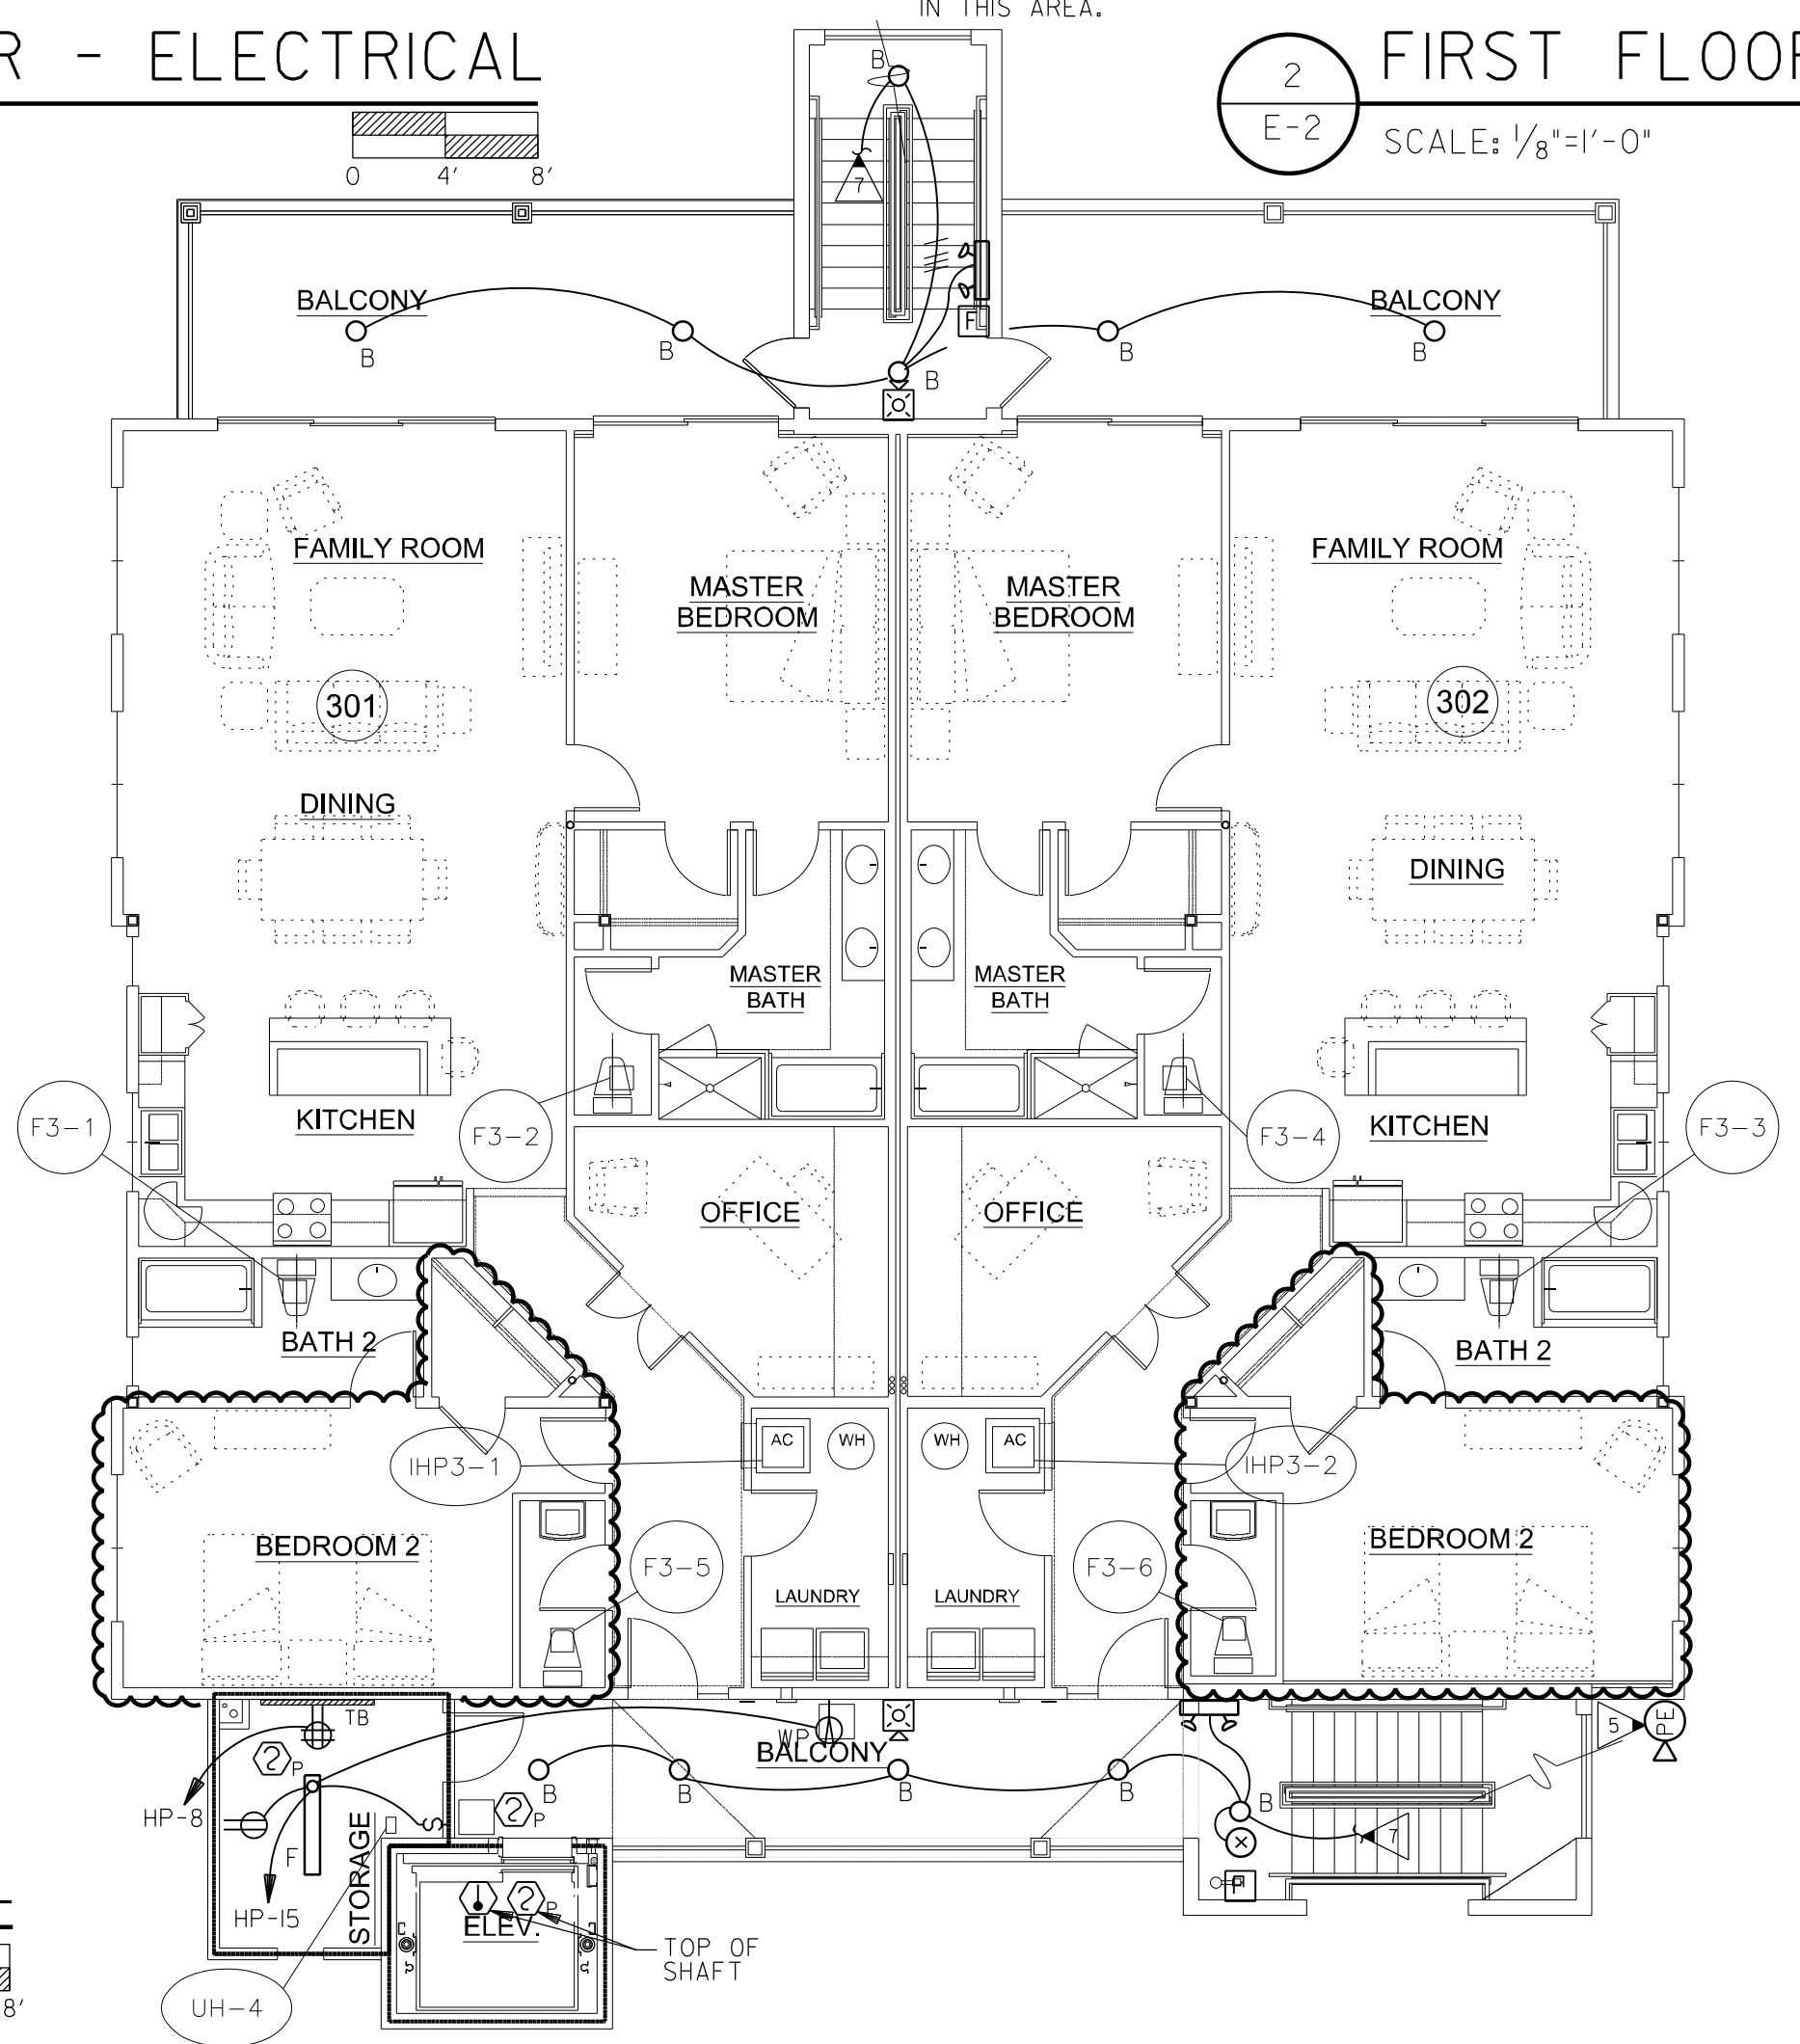 IN THIS AREA.
R - ELECTRICAL
2
E-2
FIRST FLOOR
SCALE: 1/8"=1'-0"
0 4' 8'
B
7
F
BALCONY
BALCONY
B
B
B
B
B
FAMILY ROOM
FAMILY ROOM
MASTER
BEDROOM
MASTER
BEDROOM
301
302
DINING
DINING
MASTER
BATH
MASTER
BATH
F3-1
KITCHEN
F3-2
F3-4
KITCHEN
F3-3
OFFICE
OFFICE
BATH 2
BATH 2
IHP3-1
AC
WH
WH
AC
IHP3-2
BEDROOM 2
F3-5
F3-6
BEDROOM 2
LAUNDRY
LAUNDRY
TB
WP
BALCONY
5
PE
P
B
B
B
B
B
7
HP-8
S
P
F
STORAGE
HP-15
F
P
ELEV.
TOP OF
SHAFT
UH-4
8'